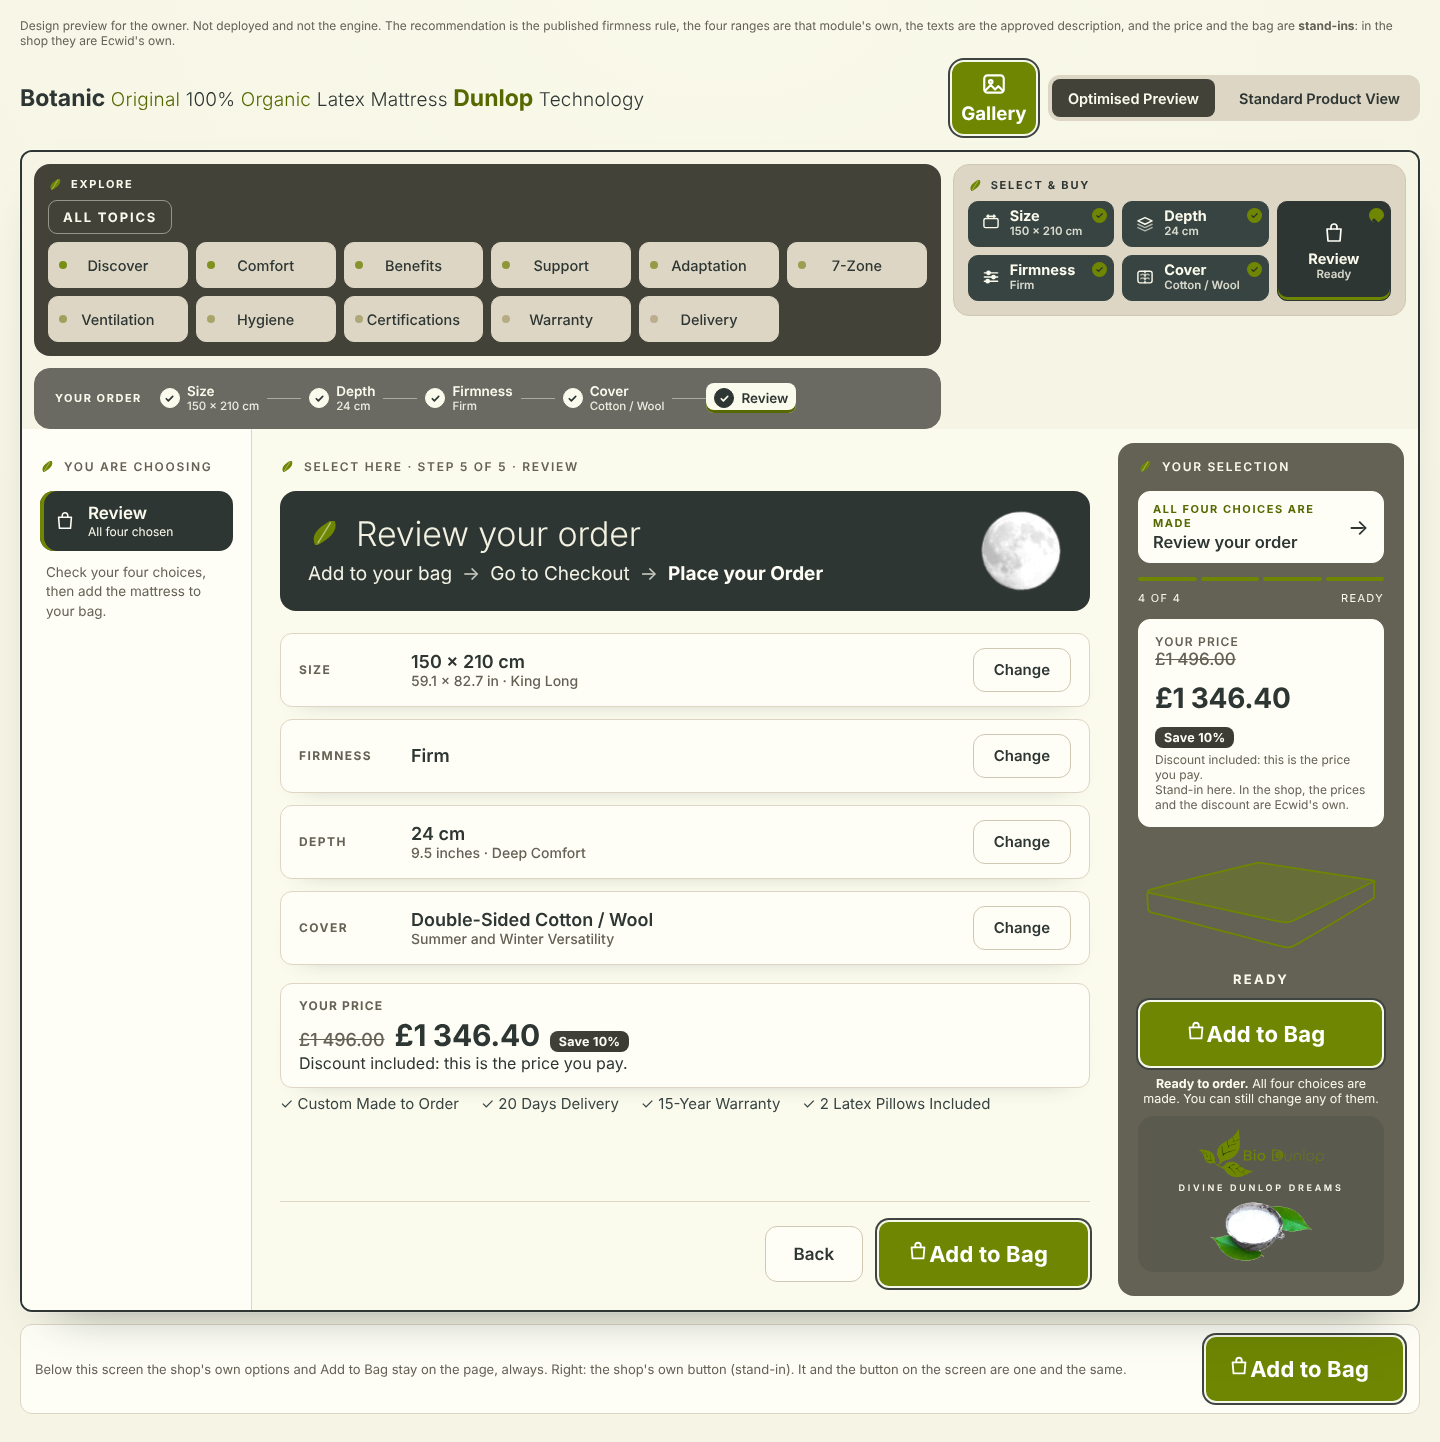 Design preview for the owner. Not deployed and not the engine. The recommendation is the published firmness rule, the four ranges are that module's own, the texts are the approved description, and the price and the bag are stand-ins: in the
shop they are Ecwid's own.
Botanic Original 100% Organic Latex Mattress Dunlop Technology
Gallery
Optimised Preview
Standard Product View
EXPLORE
ALL TOPICS
Discover
Comfort
Benefits
Support
Adaptation
7-Zone
Ventilation
Hygiene
Certifications
Warranty
Delivery
SELECT & BUY
Size
150 × 210 cm
Depth
24 cm
Firmness
Firm
Cover
Cotton / Wool
Review
Ready
YOUR ORDER
Size
150 × 210 cm
Depth
24 cm
Firmness
Firm
Cover
Cotton / Wool
Review
YOU ARE CHOOSING
Review
All four chosen
Check your four choices,
then add the mattress to
your bag.
SELECT HERE · STEP 5 OF 5 · REVIEW
Review your order
Add to your bag → Go to Checkout → Place your Order
SIZE
150 × 210 cm
59.1 × 82.7 in · King Long
Change
FIRMNESS
Firm
Change
DEPTH
24 cm
9.5 inches · Deep Comfort
Change
COVER
Double-Sided Cotton / Wool
Summer and Winter Versatility
Change
YOUR PRICE
£1 496.00 £1 346.40 Save 10%
Discount included: this is the price you pay.
✓ Custom Made to Order ✓ 20 Days Delivery ✓ 15-Year Warranty ✓ 2 Latex Pillows Included
Back
Add to Bag
YOUR SELECTION
ALL FOUR CHOICES ARE
MADE
Review your order
→
4 OF 4
READY
YOUR PRICE
£1 496.00
£1 346.40
Save 10%
Discount included: this is the price
you pay.
Stand-in here. In the shop, the prices
and the discount are Ecwid's own.
READY
Add to Bag
Ready to order. All four choices are
made. You can still change any of them.
Bio Dunlop
DIVINE DUNLOP DREAMS
Below this screen the shop's own options and Add to Bag stay on the page, always. Right: the shop's own button (stand-in). It and the button on the screen are one and the same.
Add to Bag